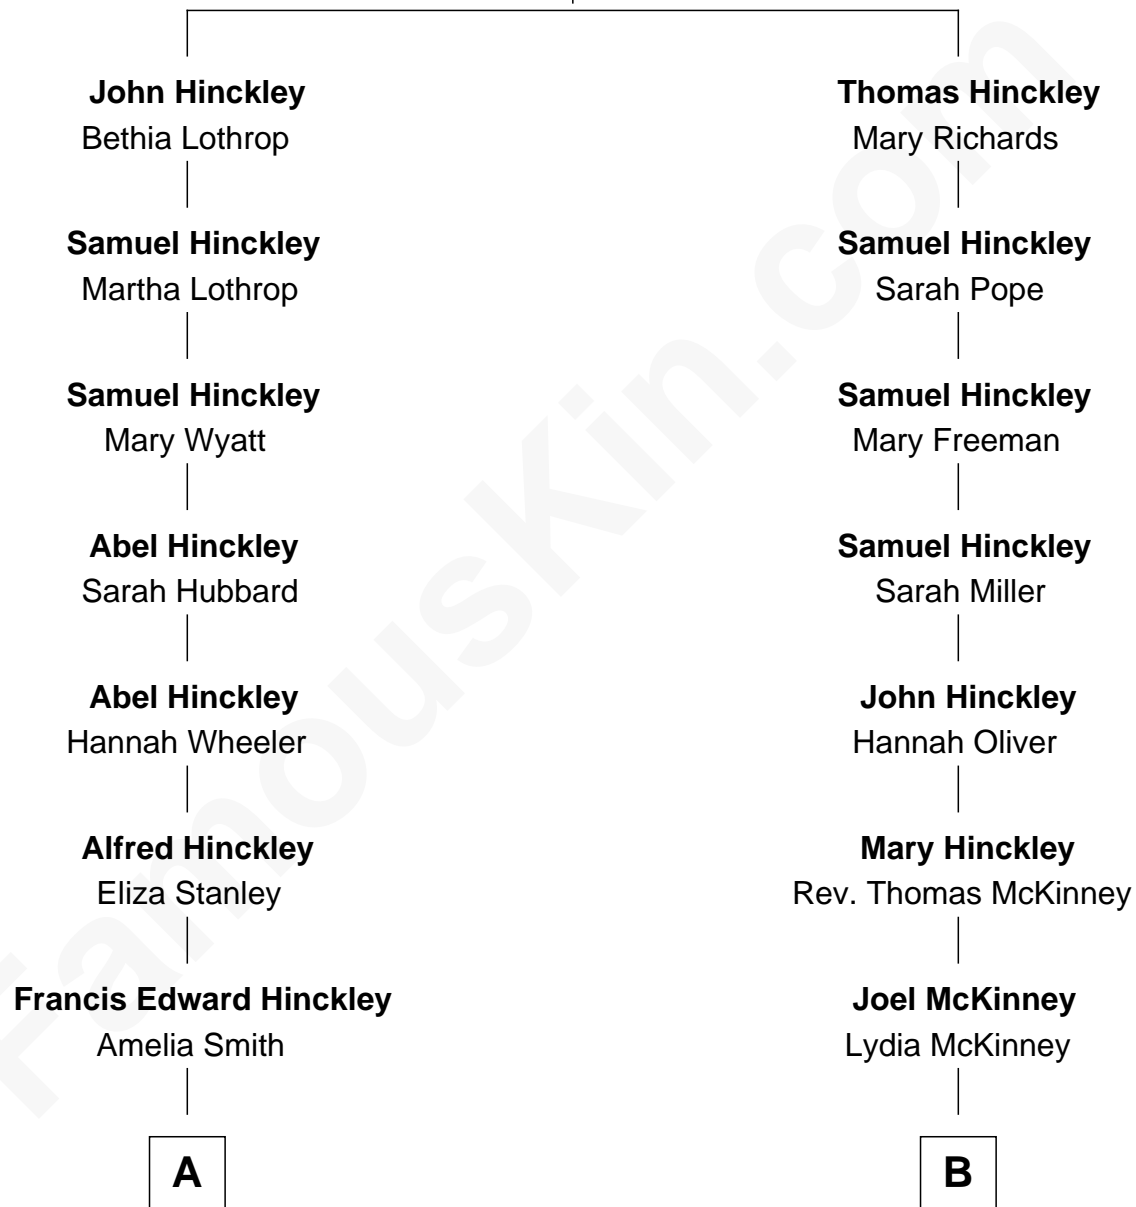 John Hinckley
Bethia Lothrop
Samuel Hinckley
Martha Lothrop
Samuel Hinckley
Mary Wyatt
Abel Hinckley
Sarah Hubbard
Abel Hinckley
Hannah Wheeler
Alfred Hinckley
Eliza Stanley
Francis Edward Hinckley
Amelia Smith
A
Thomas Hinckley
Mary Richards
Samuel Hinckley
Sarah Pope
Samuel Hinckley
Mary Freeman
Samuel Hinckley
Sarah Miller
John Hinckley
Hannah Oliver
Mary Hinckley
Rev. Thomas McKinney
Joel McKinney
Lydia McKinney
B
FamousKin.com